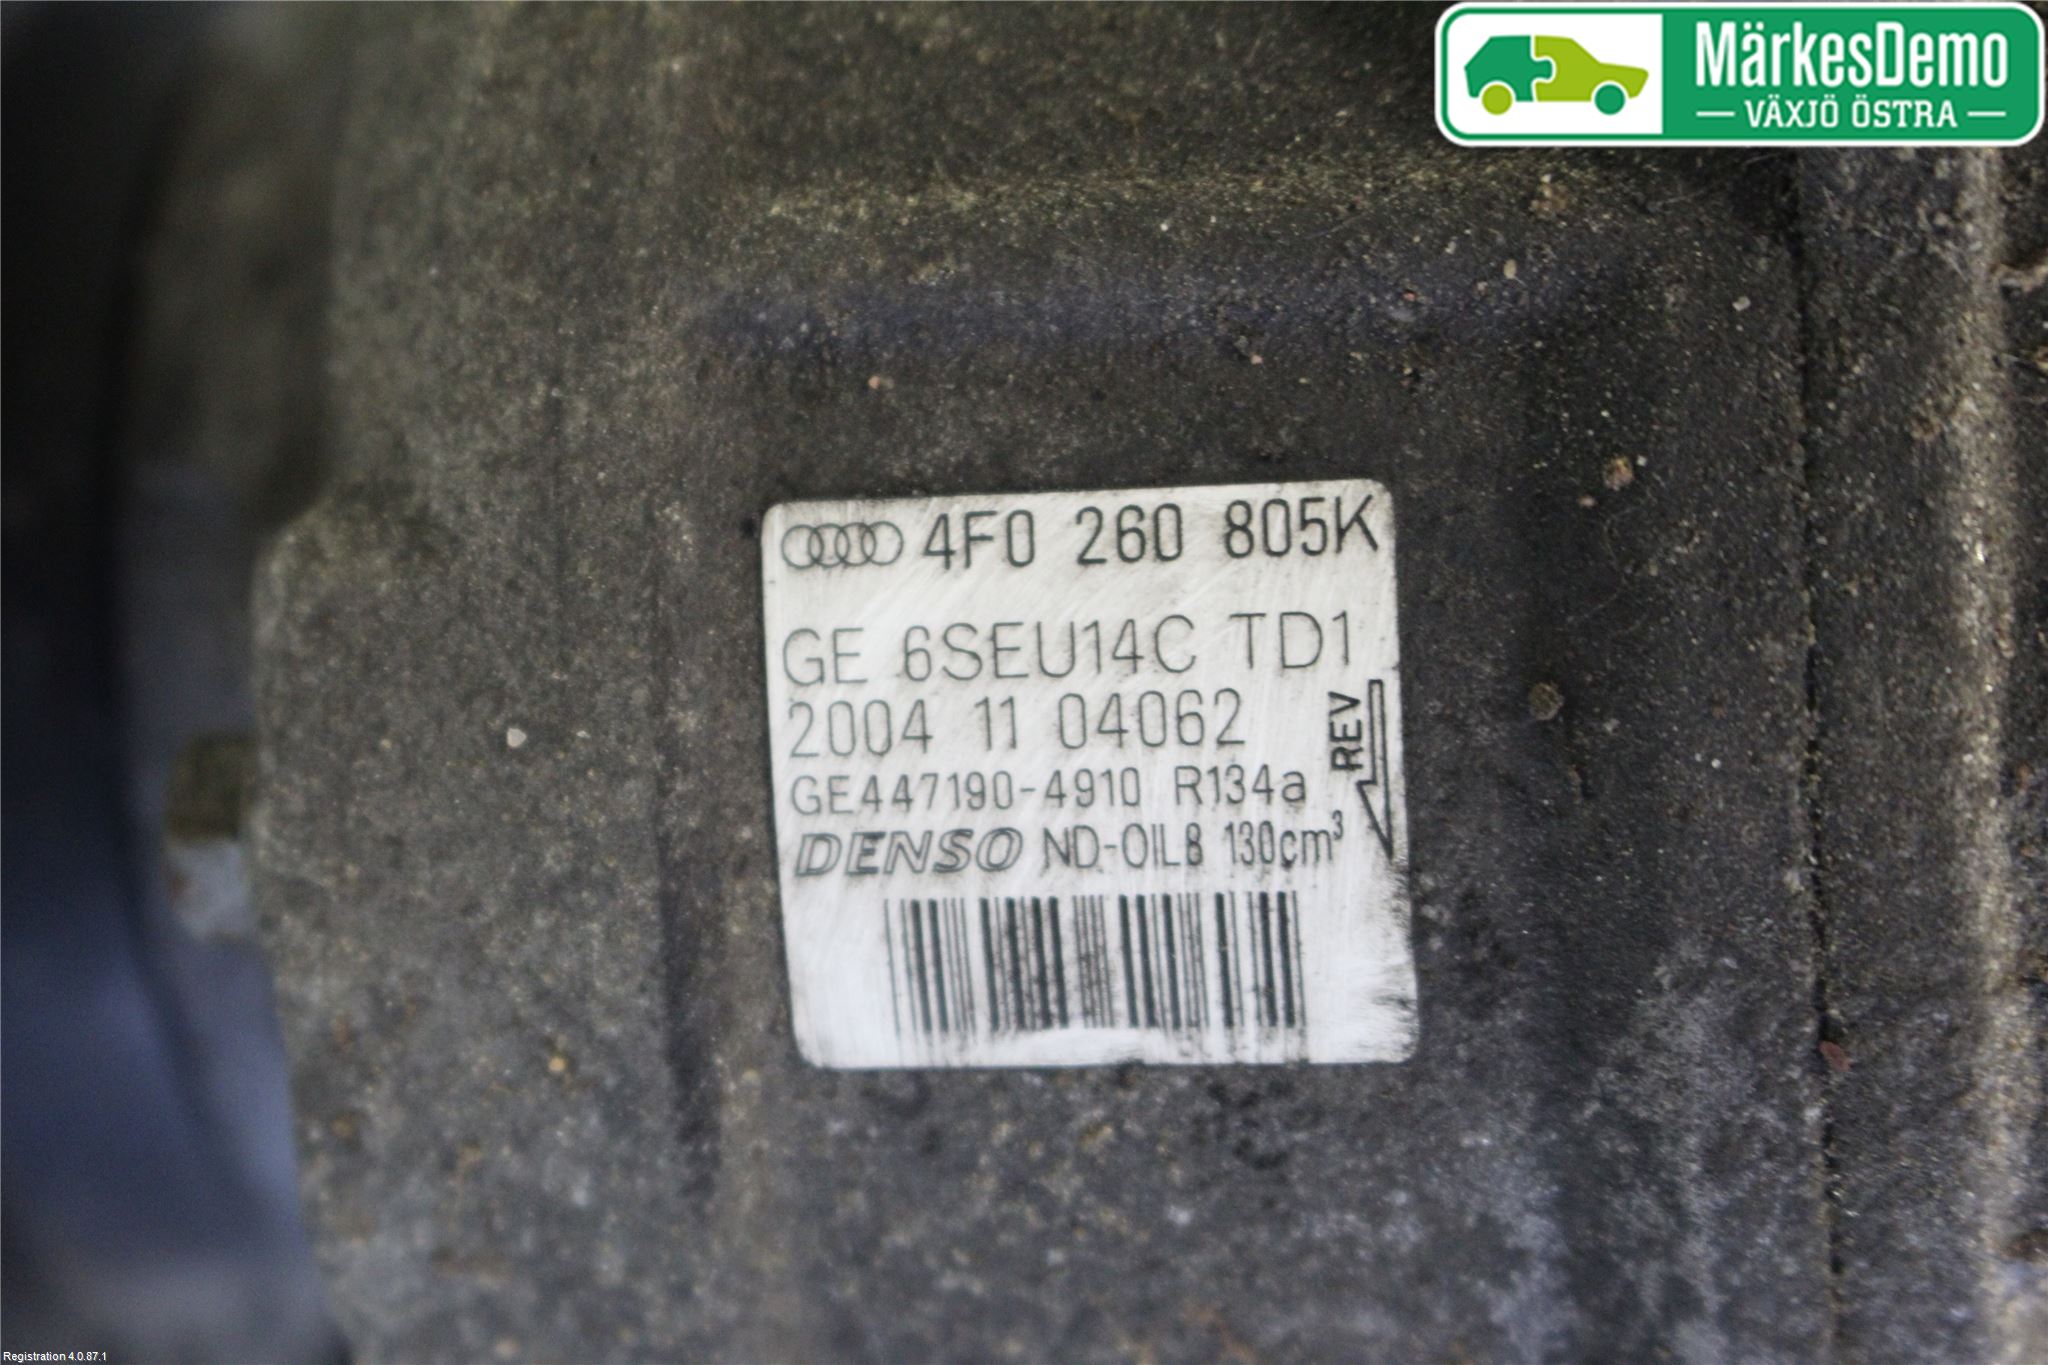 MärkesDemo
VÄXJÖ ÖSTRA
4F0 260 805K
GE 6SEU14C TD1
2004 11 04062
REV
GE447190-4910 R134a
DENSO ND-OIL8 130cm³
Registration 4.0.87.1